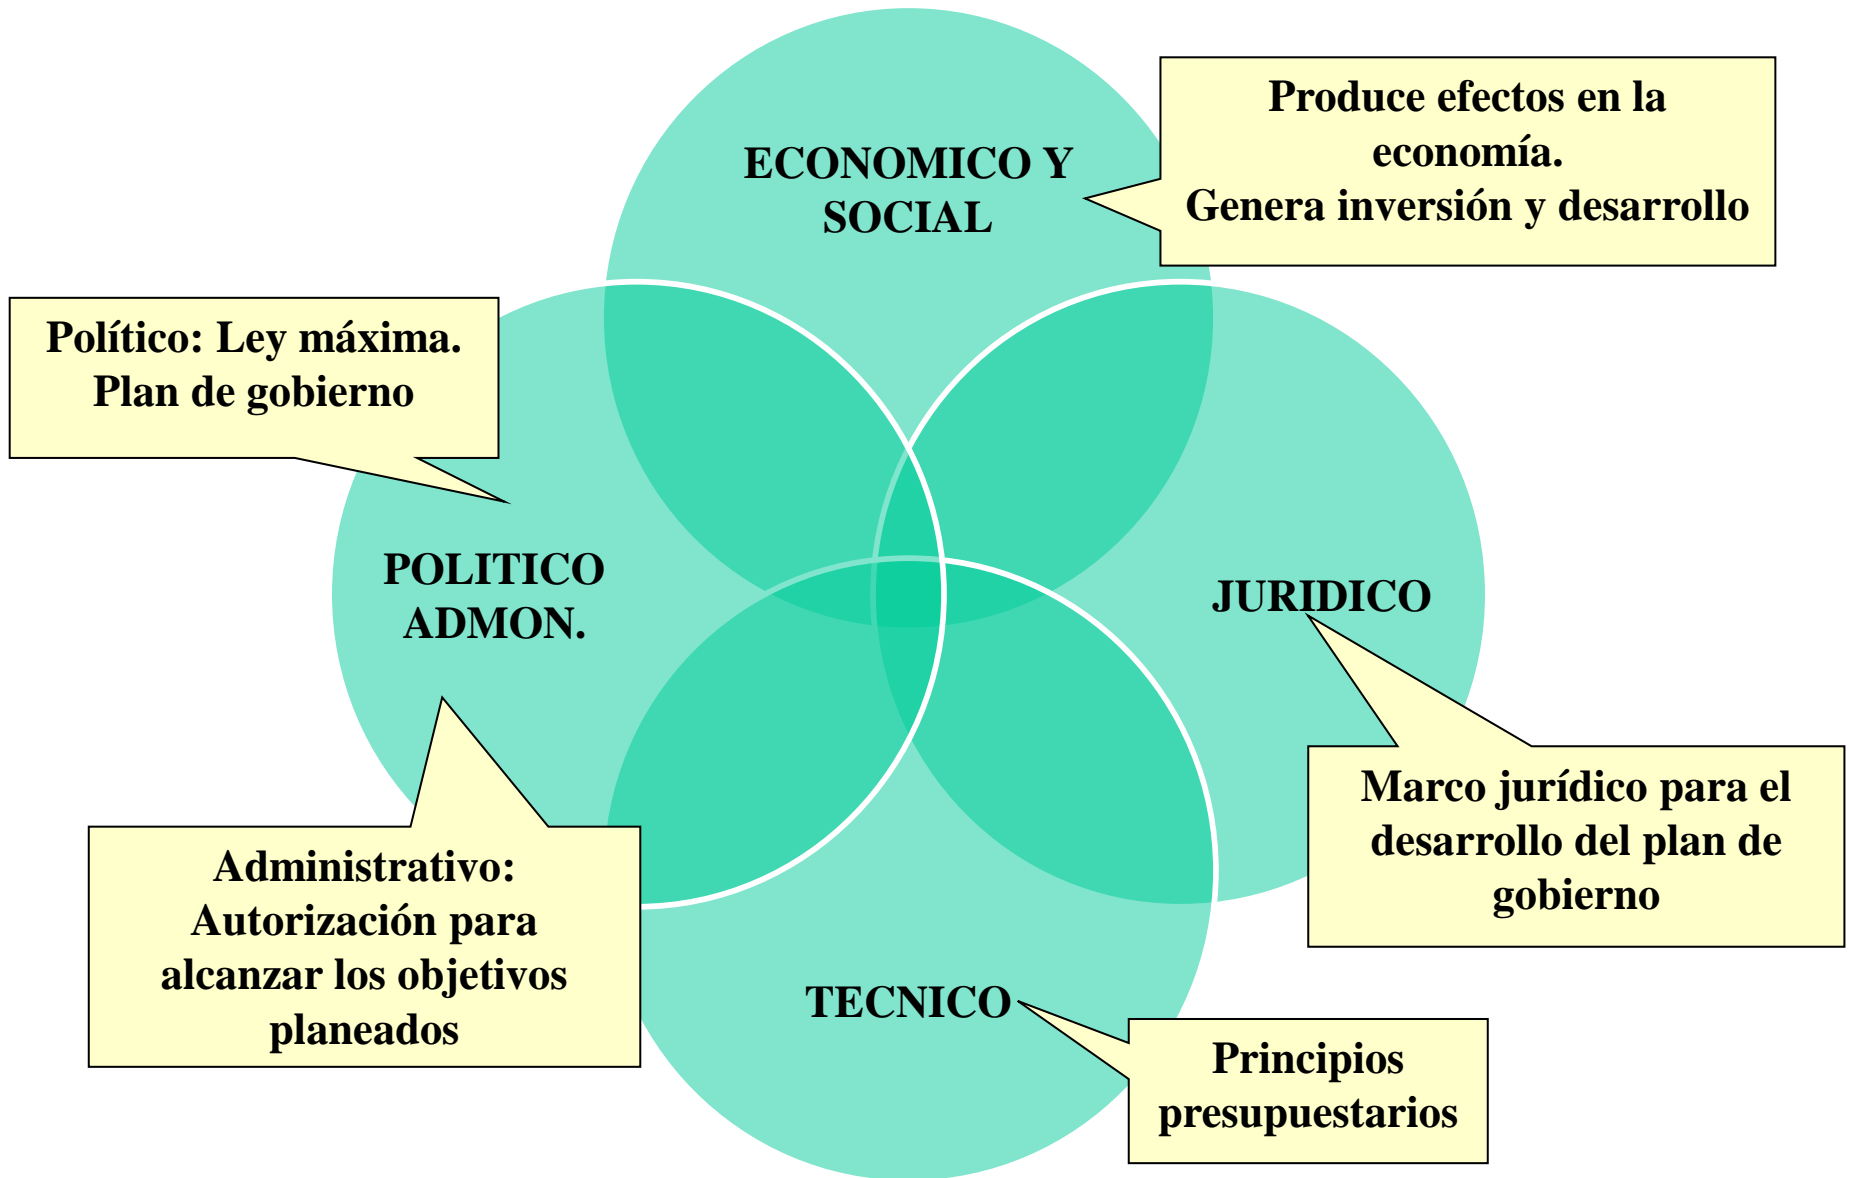 ECONOMICO Y
SOCIAL
Produce efectos en la
economía.
Genera inversión y desarrollo
Político: Ley máxima.
Plan de gobierno
POLITICO
ADMON.
JURIDICO
Marco jurídico para el
desarrollo del plan de
gobierno
Administrativo:
Autorización para
alcanzar los objetivos
planeados
TECNICO
Principios
presupuestarios